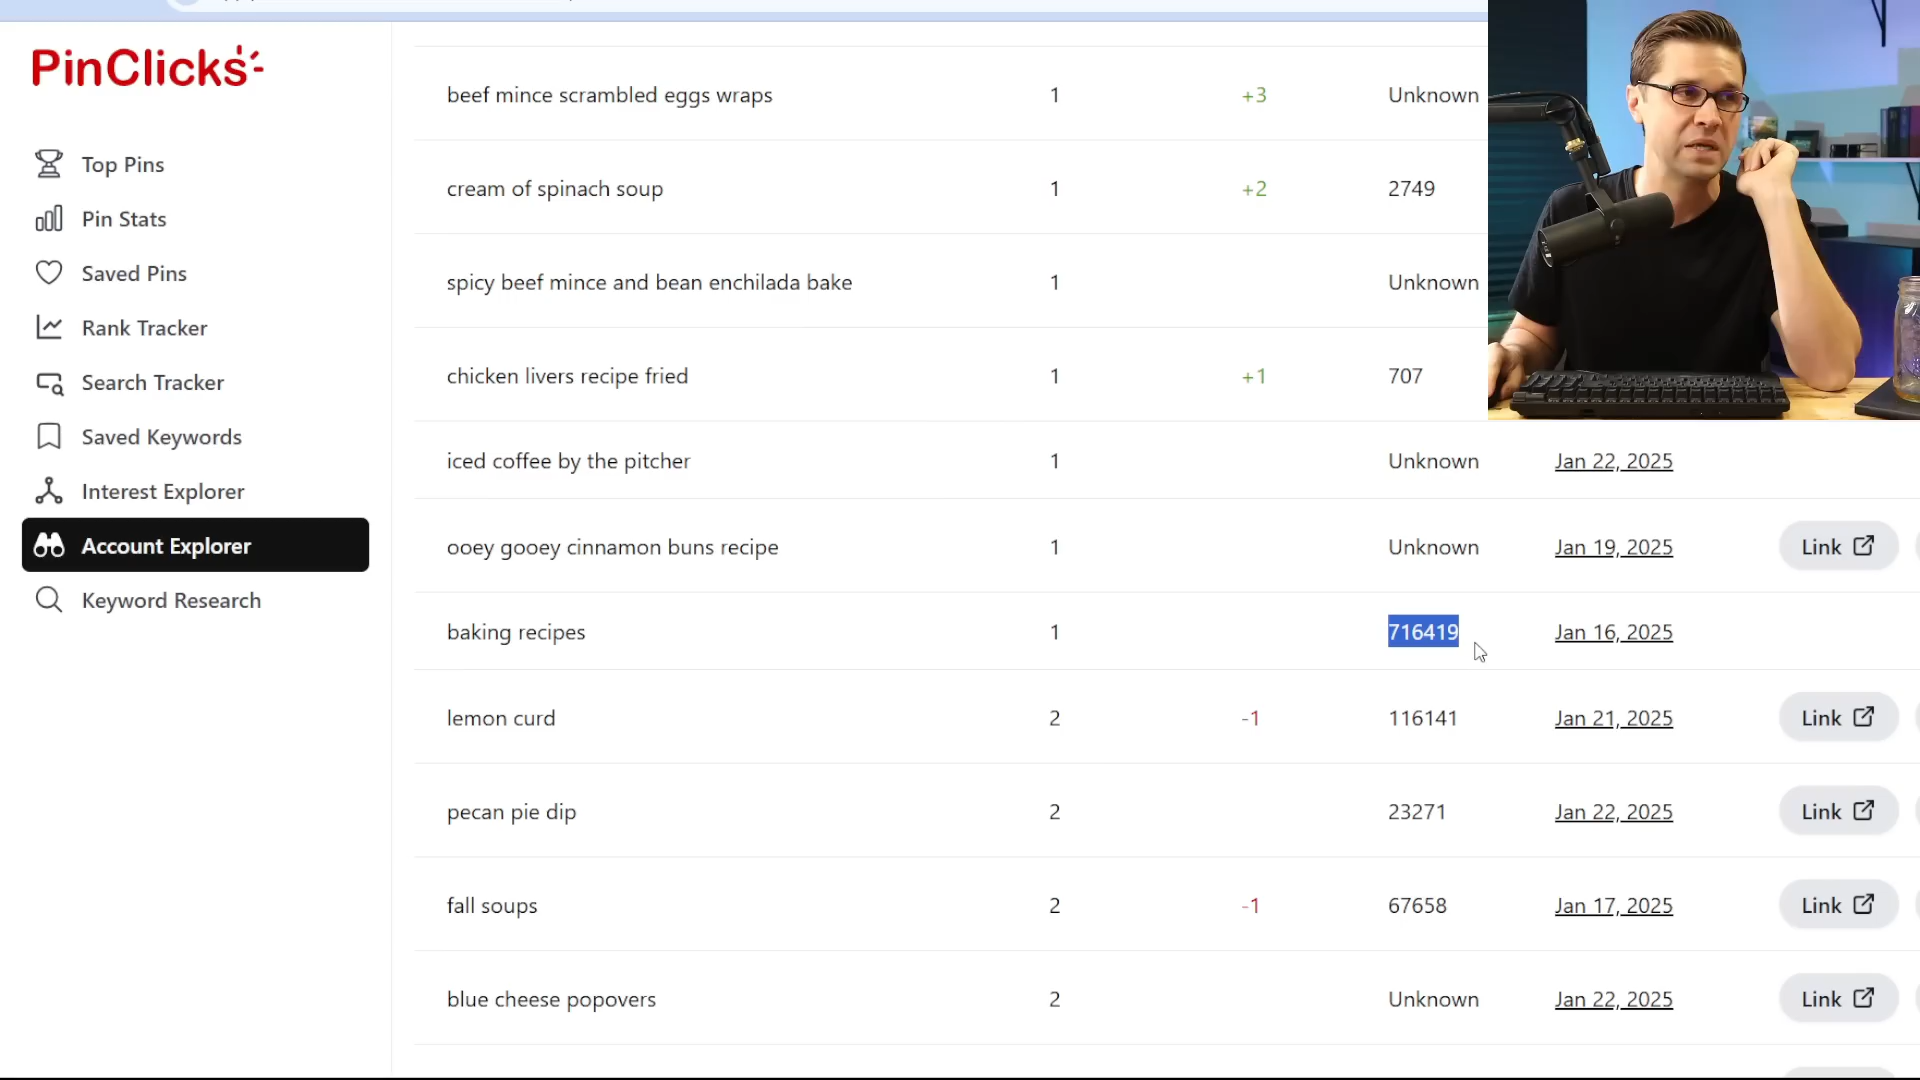 PinClicks
Top Pins
Pin Stats
Saved Pins
Rank Tracker
Search Tracker
Saved Keywords
Interest Explorer
Account Explorer
Keyword Research
beef mince scrambled eggs wraps 1 +3 Unknown
cream of spinach soup 1 +2 2749
spicy beef mince and bean enchilada bake 1 Unknown
chicken livers recipe fried 1 +1 707
iced coffee by the pitcher 1 Unknown Jan 22, 2025
ooey gooey cinnamon buns recipe 1 Unknown Jan 19, 2025 Link
baking recipes 1 716419 Jan 16, 2025
lemon curd 2 -1 116141 Jan 21, 2025 Link
pecan pie dip 2 23271 Jan 22, 2025 Link
fall soups 2 -1 67658 Jan 17, 2025 Link
blue cheese popovers 2 Unknown Jan 22, 2025 Link